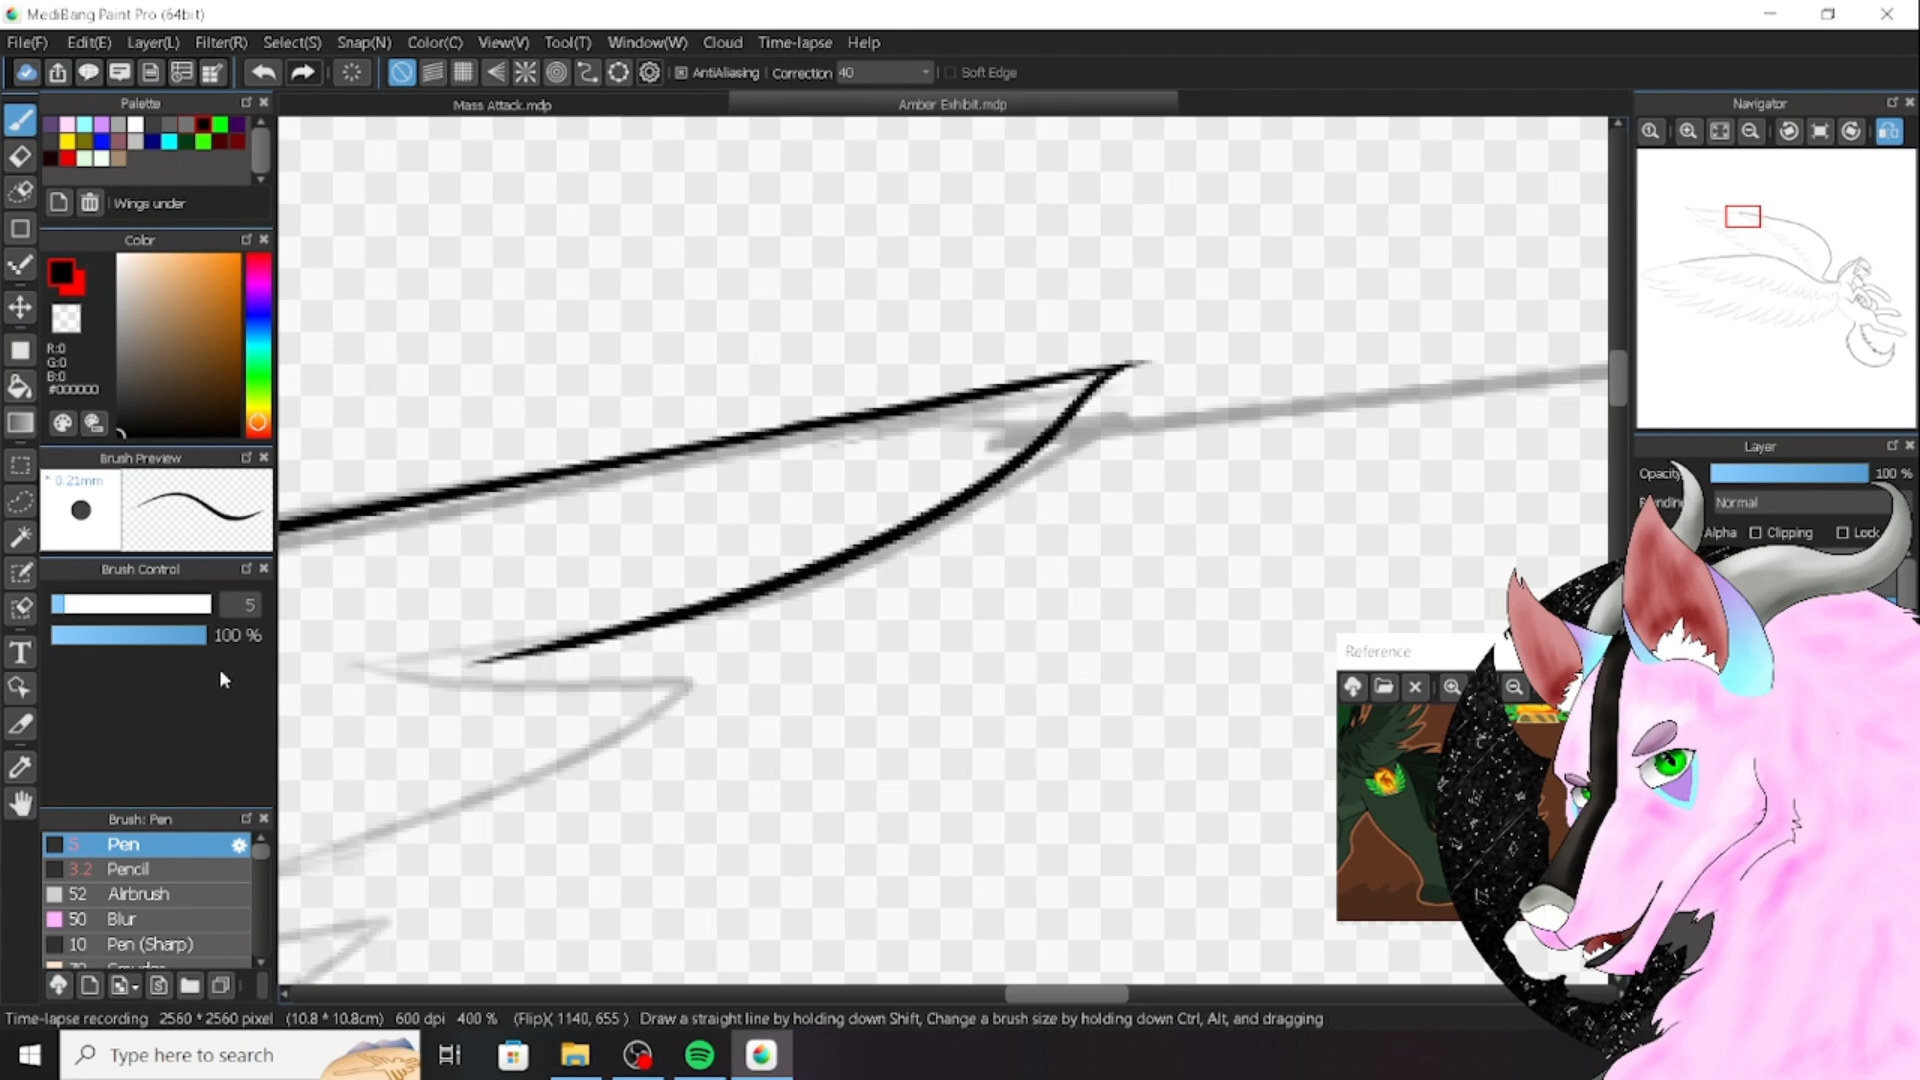 MediBang Paint Pro (64bit)
File(F) Edit(E) Layer(L) Filter(R) Select(S) Snap(N) Color(C) View(V) Tool(T) Window(W) Cloud Time-lapse Help
AntiAliasing Correction 40 Soft Edge
Palette
Mass Attack.mdp
Amber Exhibit.mdp
Navigator
Wings under
Color
R:0
G:0
B:0
#000000
Brush Preview
* 0.21mm
Brush Control
5
100 %
Layer
Opacity 100 %
Normal
Alpha Clipping Lock
Reference
Brush: Pen
5 Pen
3.2 Pencil
52 Airbrush
50 Blur
10 Pen (Sharp)
Time-lapse recording 2560 * 2560 pixel (10.8 * 10.8cm) 600 dpi 400 % (Flip)( 1140, 655 ) Draw a straight line by holding down Shift, Change a brush size by holding down Ctrl, Alt, and dragging
Type here to search